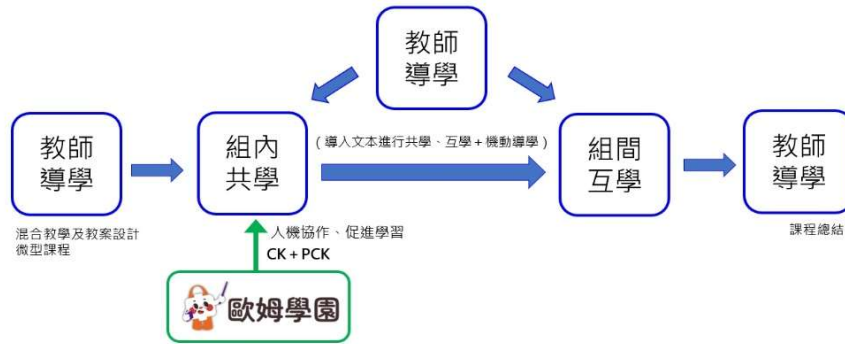 教師
導學
教師
導學
混合教學及教案設計
微型課程
組內
共學
(導入文本進行共學、互學+機動導學)
組間
互學
教師
導學
課程總結
人機協作、促進學習
CK + PCK
歐姆學園